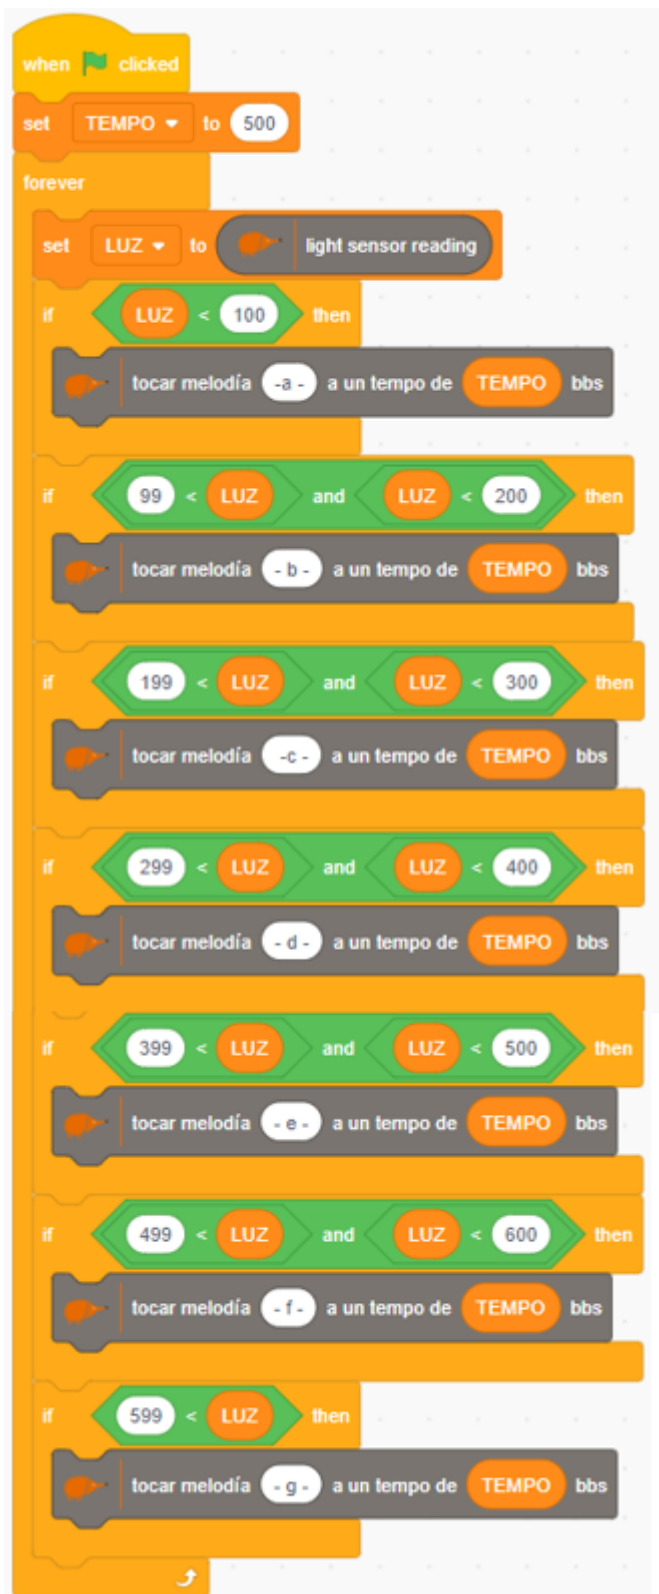 when clicked
set TEMPO to 500
forever
set LUZ to light sensor reading
if LUZ < 100 then
tocar melodía -a - a un tempo de TEMPO bbs
if 99 < LUZ and LUZ < 200 then
tocar melodía - b - a un tempo de TEMPO bbs
if 199 < LUZ and LUZ < 300 then
tocar melodía -c - a un tempo de TEMPO bbs
if 299 < LUZ and LUZ < 400 then
tocar melodía - d - a un tempo de TEMPO bbs
if 399 < LUZ and LUZ < 500 then
tocar melodía - e - a un tempo de TEMPO bbs
if 499 < LUZ and LUZ < 600 then
tocar melodía - f - a un tempo de TEMPO bbs
if 599 < LUZ then
tocar melodía - g - a un tempo de TEMPO bbs